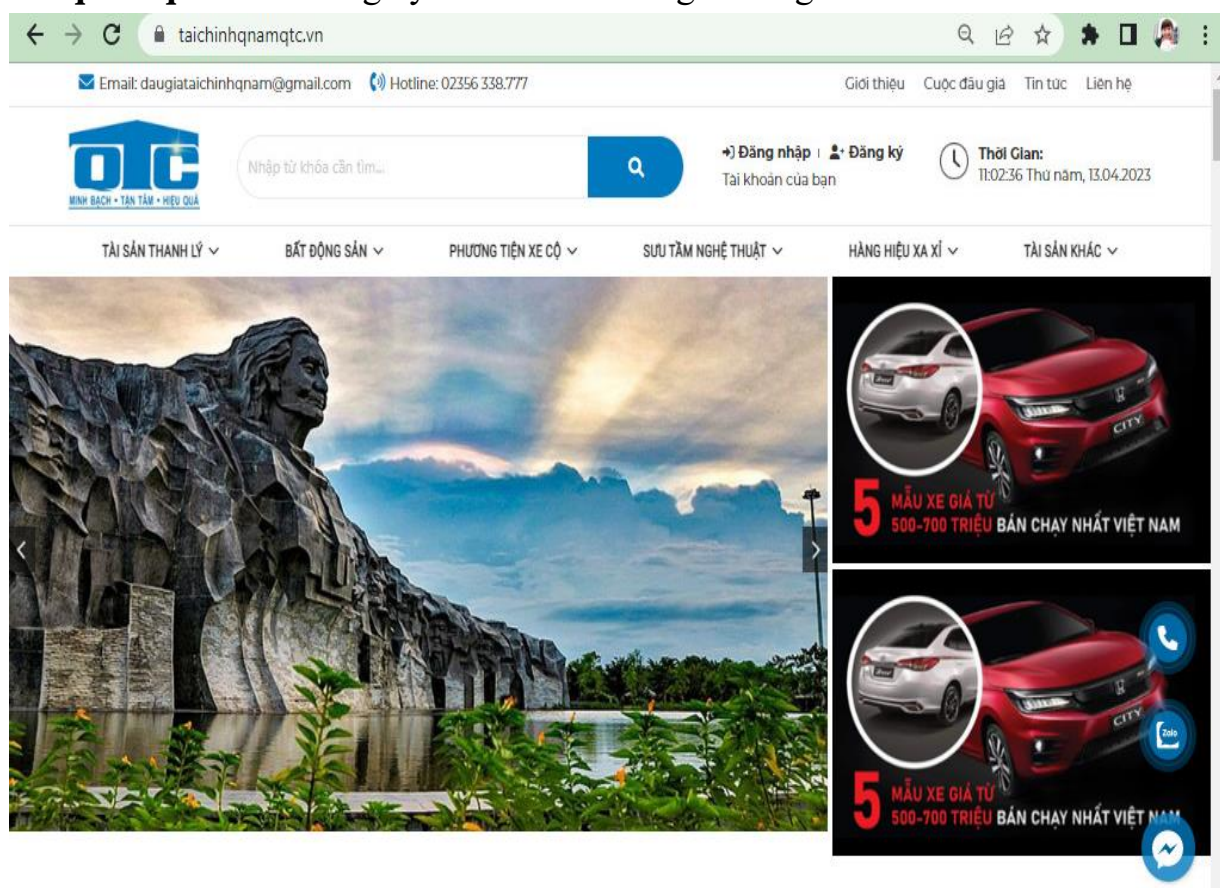 taichinhqnamqtc.vn
Email: daugiataichinhqnam@gmail.com Hotline: 02356 338.777
Giới thiệu Cuộc đấu giá Tin tức Liên hệ
QTC
MINH BẠCH • TẬN TÂM • HIỆU QUẢ
Nhập từ khóa cần tìm...
Đăng nhập | Đăng ký
Tài khoản của bạn
Thời Gian:
11:02:36 Thứ năm, 13.04.2023
TÀI SẢN THANH LÝ BẤT ĐỘNG SẢN PHƯƠNG TIỆN XE CỘ SƯU TẦM NGHỆ THUẬT HÀNG HIỆU XA XỈ TÀI SẢN KHÁC
CITY
5 MẪU XE GIÁ TỪ
500-700 TRIỆU BÁN CHẠY NHẤT VIỆT NAM
CITY
5 MẪU XE GIÁ TỪ
500-700 TRIỆU BÁN CHẠY NHẤT VIỆT NAM
Zalo